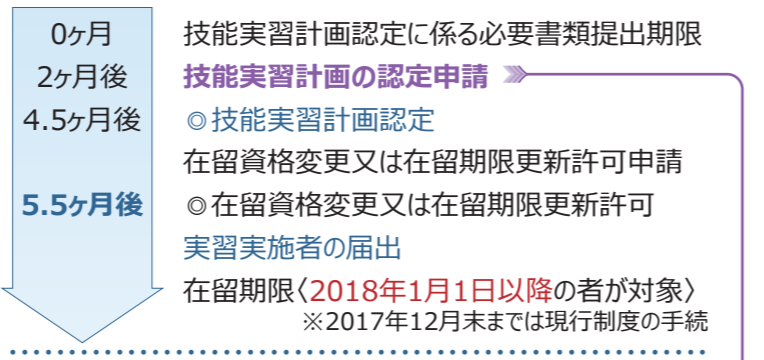 0ヶ月 技能実習計画認定に係る必要書類提出期限
2ヶ月後 技能実習計画の認定申請
4.5ヶ月後 ◎技能実習計画認定
在留資格変更又は在留期限更新許可申請
5.5ヶ月後 ◎在留資格変更又は在留期限更新許可
実習実施者の届出
在留期限〈2018年1月1日以降の者が対象〉
※2017年12月末までは現行制度の手続